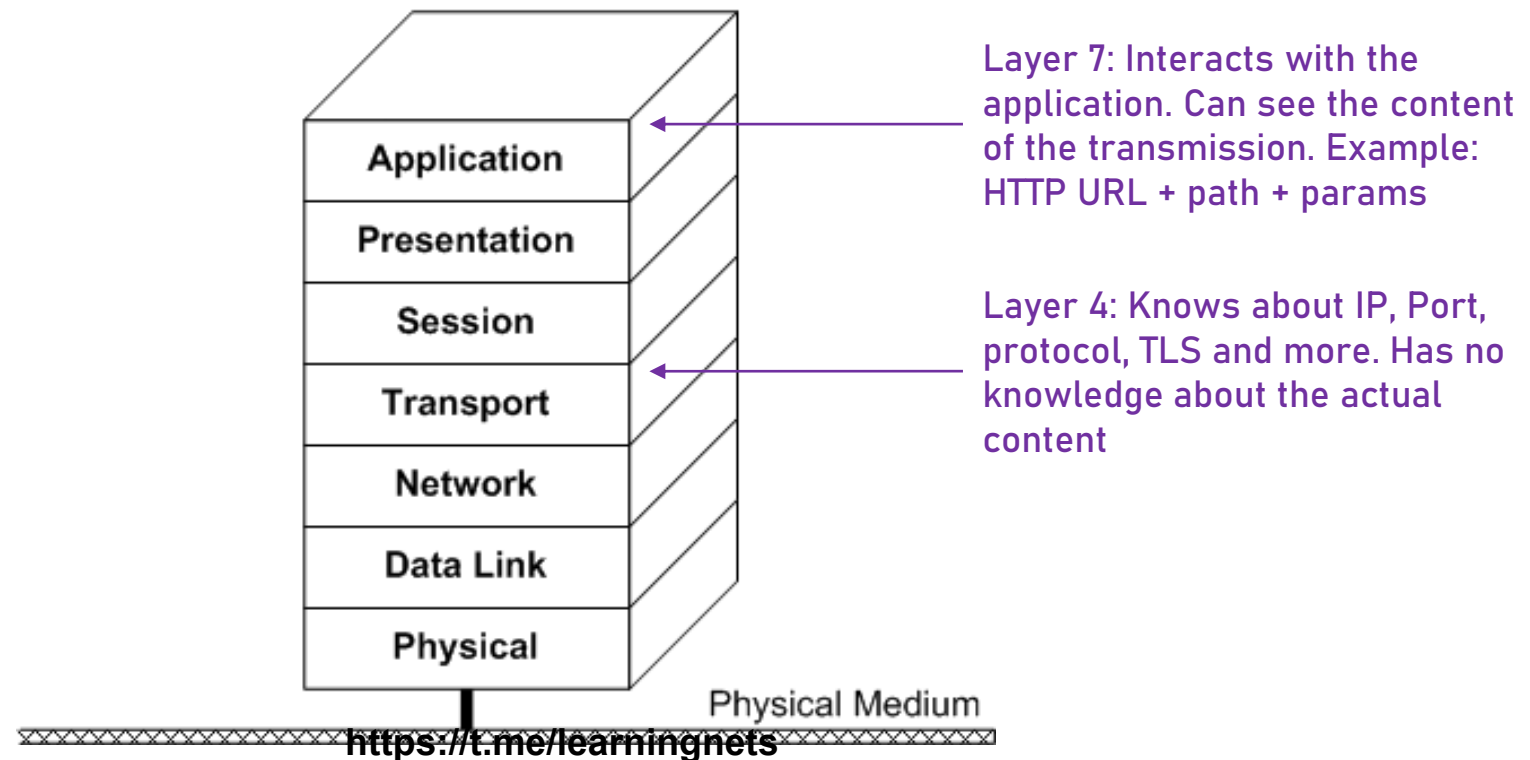 Application
Presentation
Session
Transport
Network
Data Link
Physical
Layer 7: Interacts with the
application. Can see the content
of the transmission. Example:
HTTP URL + path + params
Layer 4: Knows about IP, Port,
protocol, TLS and more. Has no
knowledge about the actual
content
Physical Medium
https://t.me/learningnets